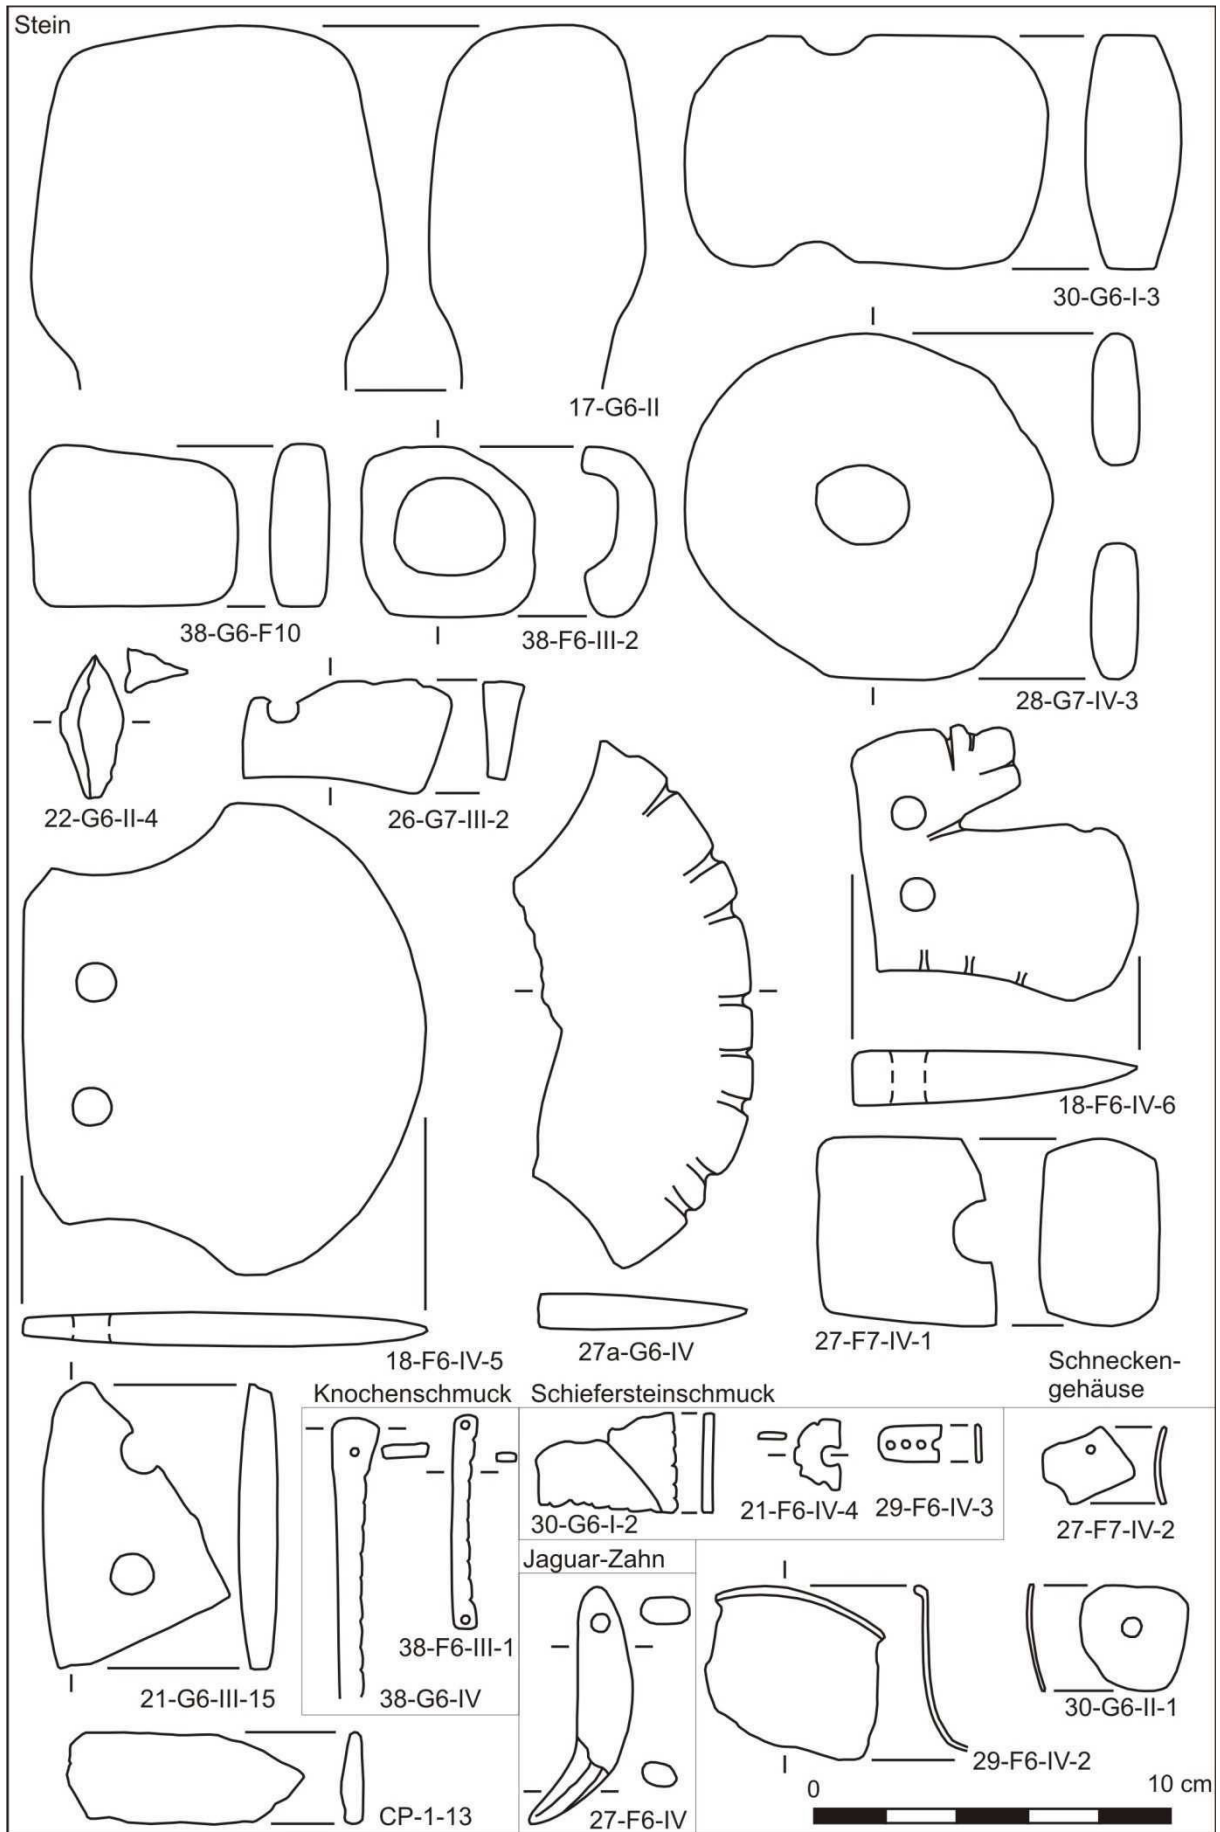 Stein
30-G6-I-3
17-G6-II
38-G6-F10
38-F6-III-2
28-G7-IV-3
22-G6-II-4
26-G7-III-2
18-F6-IV-6
18-F6-IV-5
27a-G6-IV
27-F7-IV-1
Schnecken-
gehäuse
Knochenschmuck
Schiefersteinschmuck
30-G6-I-2
21-F6-IV-4
29-F6-IV-3
27-F7-IV-2
Jaguar-Zahn
38-F6-III-1
21-G6-III-15
38-G6-IV
30-G6-II-1
29-F6-IV-2
CP-1-13
27-F6-IV
0 10 cm